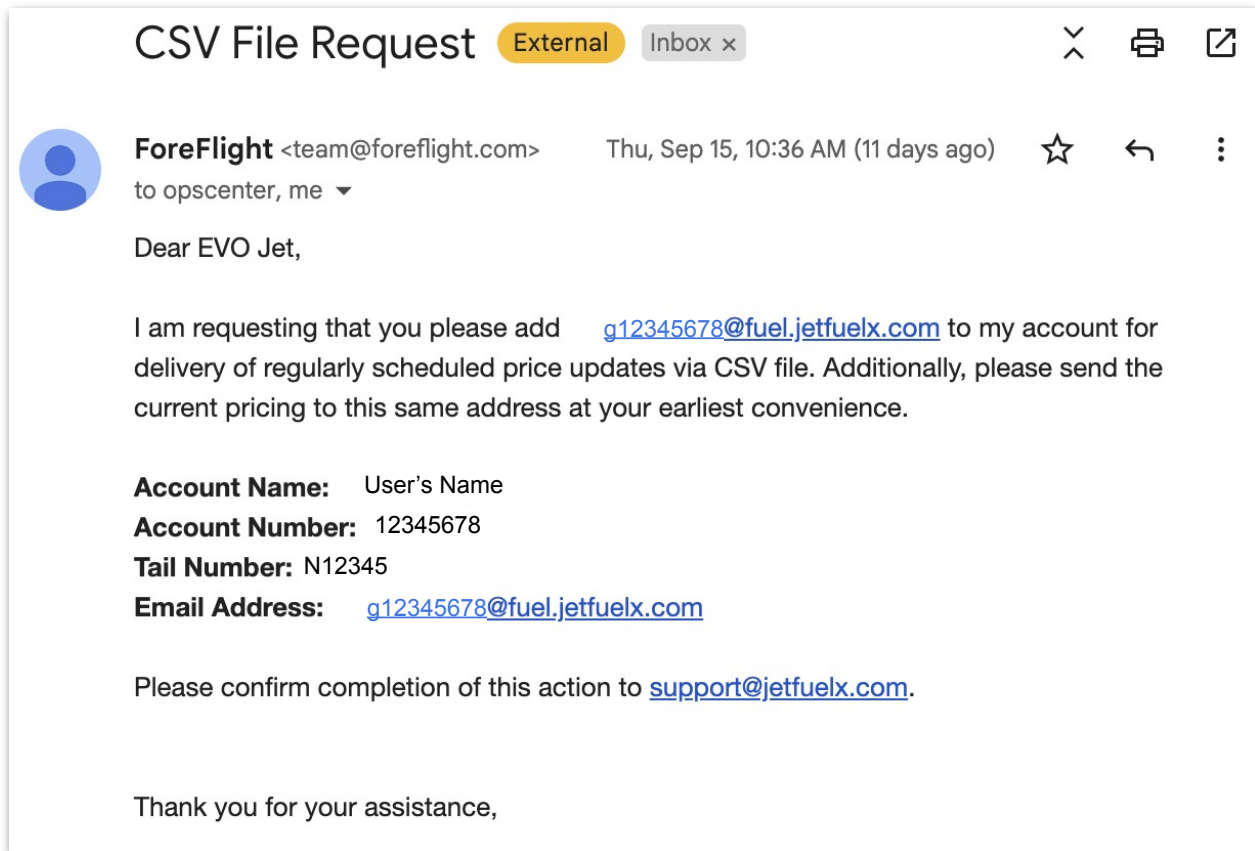 CSV File Request External Inbox ×
ForeFlight <team@foreflight.com> Thu, Sep 15, 10:36 AM (11 days ago)
to opscenter, me
Dear EVO Jet,
I am requesting that you please add g12345678@fuel.jetfuelx.com to my account for
delivery of regularly scheduled price updates via CSV file. Additionally, please send the
current pricing to this same address at your earliest convenience.
Account Name: User’s Name
Account Number: 12345678
Tail Number: N12345
Email Address: g12345678@fuel.jetfuelx.com
Please confirm completion of this action to support@jetfuelx.com.
Thank you for your assistance,